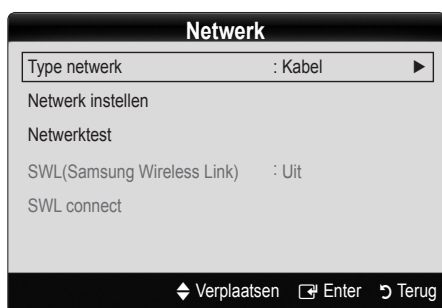 Netwerk
Type netwerk : Kabel ▶
Netwerk instellen
Netwerktest
SWL(Samsung Wireless Link) : Uit
SWL connect
Verplaatsen Enter Terug